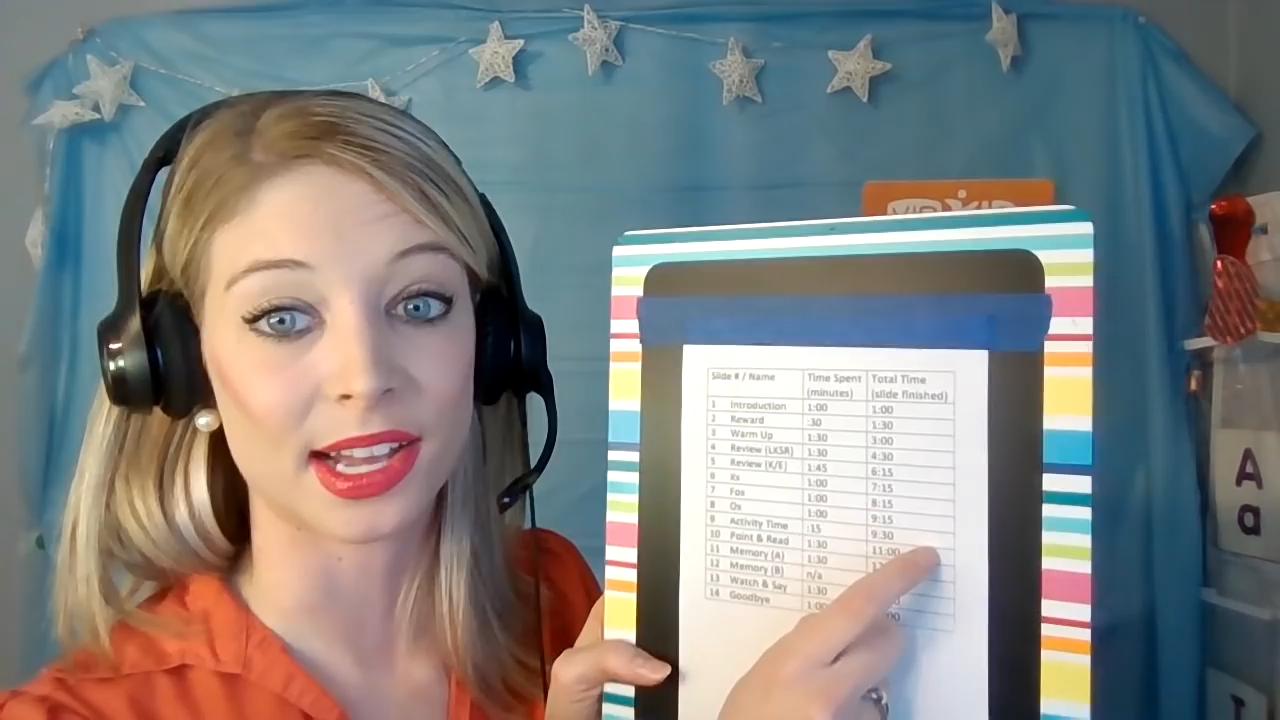 VIPKID
Slide # / Name Time Spent (minutes) Total Time (slide finished)
1 Introduction 1:00 1:00
2 Reward :30 1:30
3 Warm Up 1:30 3:00
4 Review (LKSR) 1:30 4:30
5 Review (K/E) 1:45 6:15
6 Ks 1:00 7:15
7 Fox 1:00 8:15
8 Os 1:00 9:15
9 Activity Time :15 9:30
10 Point & Read 1:30 11:00
11 Memory (A) 1:30
12 Memory (B) n/a
13 Watch & Say 1:30
14 Goodbye 1:00
A
a